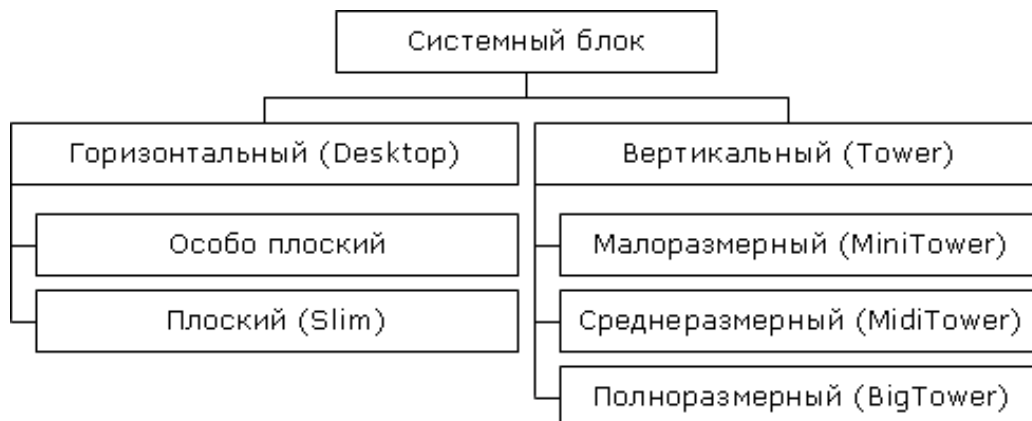 Системный блок
Горизонтальный (Desktop)
Особо плоский
Плоский (Slim)
Вертикальный (Tower)
Малоразмерный (MiniTower)
Среднеразмерный (MidiTower)
Полноразмерный (BigTower)